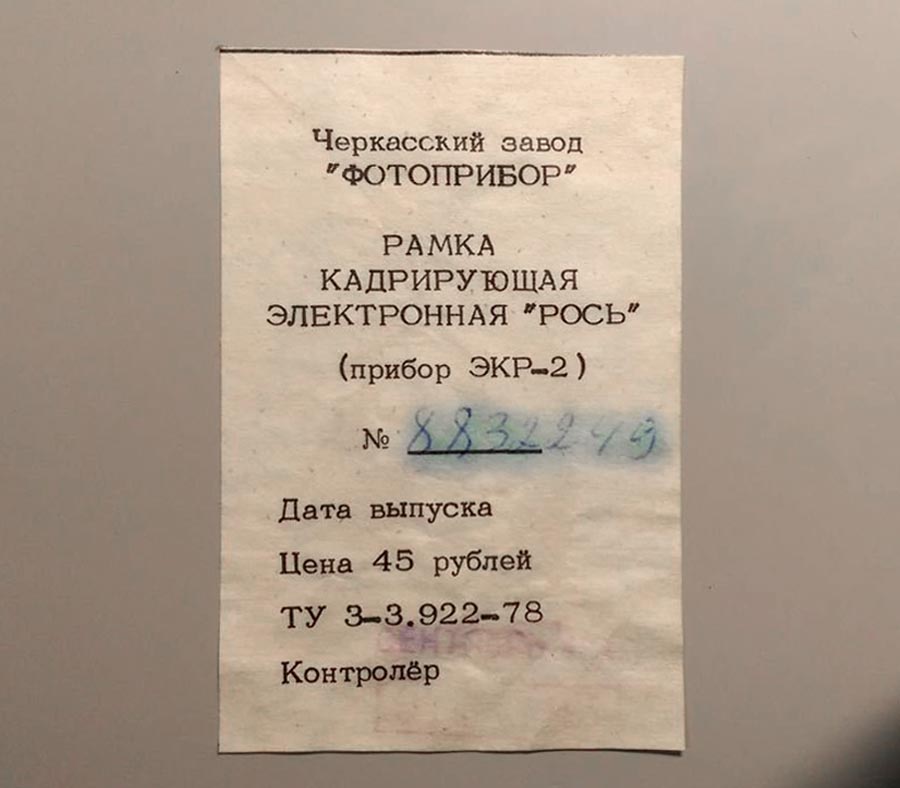 Черкасский завод
"ФОТОПРИБОР"
РАМКА
КАДРИРУЮЩАЯ
ЭЛЕКТРОННАЯ "РОСЬ"
(прибор ЭКР-2)
№ 8832249
Дата выпуска
Цена 45 рублей
ТУ 3-3.922-78
Контролёр